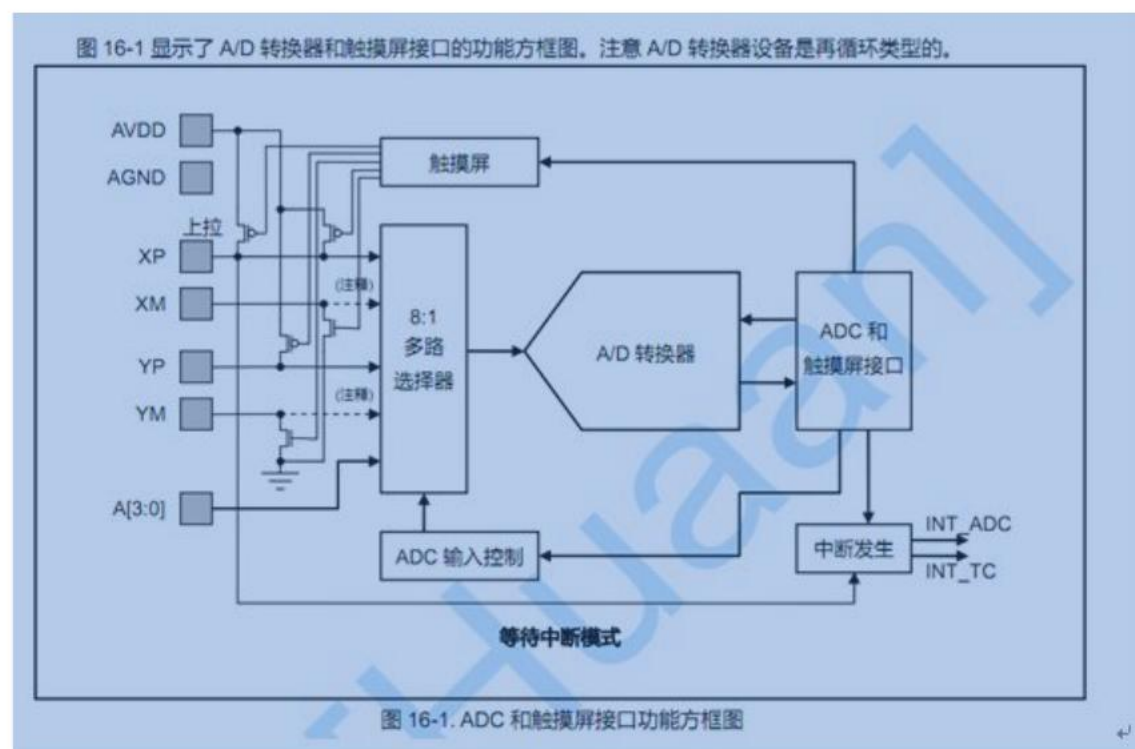 图 16-1 显示了 A/D 转换器和触摸屏接口的功能方框图。注意 A/D 转换器设备是再循环类型的。
AVDD
AGND
触摸屏
上拉
XP
XM
(注释)
YP
YM
(注释)
A[3:0]
8:1
多路
选择器
A/D 转换器
ADC 和
触摸屏接口
ADC 输入控制
中断发生
INT_ADC
INT_TC
等待中断模式
图 16-1. ADC 和触摸屏接口功能方框图
Huaan]